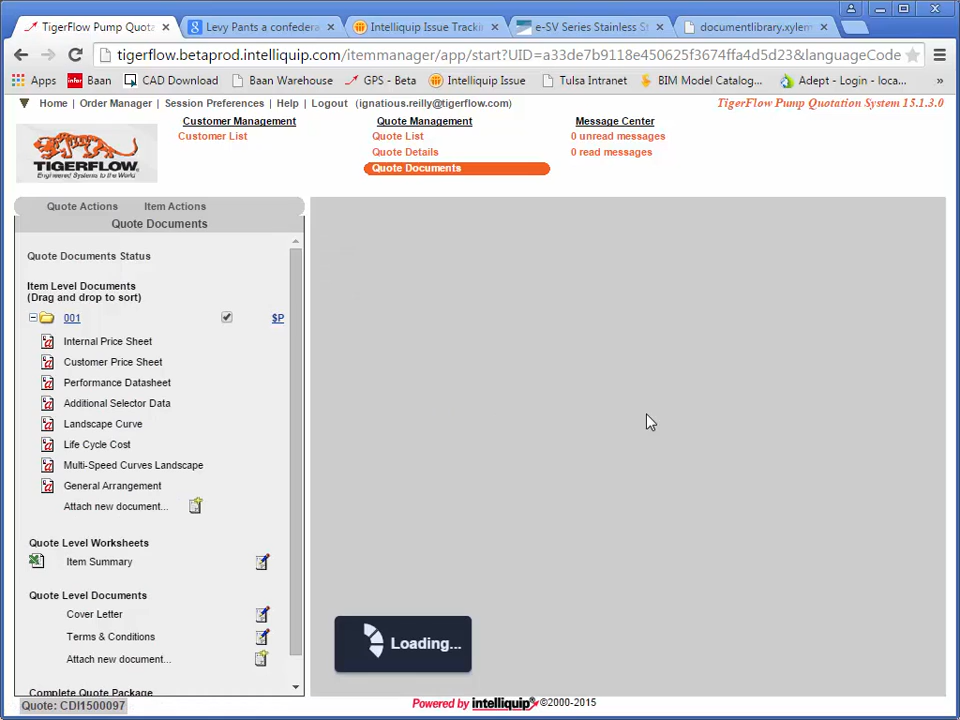 TigerFlow Pump Quota
Levy Pants a confedera
Intelliquip Issue Tracki
e-SV Series Stainless S
documentlibrary.xylem
tigerflow.betaprod.intelliquip.com/itemmanager/app/start?UID=a33de7b9118e450625f3674ffa4d5d23&languageCode
Apps
Baan
CAD Download
Baan Warehouse
GPS - Beta
Intelliquip Issue
Tulsa Intranet
BIM Model Catalog...
Adept - Login - loca...
»
Home | Order Manager | Session Preferences | Help | Logout (ignatious.reilly@tigerflow.com)
TigerFlow Pump Quotation System 15.1.3.0
TIGERFLOW
Engineered Systems to the World
Customer Management
Customer List
Quote Management
Quote List
Quote Details
Quote Documents
Message Center
0 unread messages
0 read messages
Quote Actions
Item Actions
Quote Documents
Quote Documents Status
Item Level Documents
(Drag and drop to sort)
001
$P
Internal Price Sheet
Customer Price Sheet
Performance Datasheet
Additional Selector Data
Landscape Curve
Life Cycle Cost
Multi-Speed Curves Landscape
General Arrangement
Attach new document...
Quote Level Worksheets
Item Summary
Quote Level Documents
Cover Letter
Terms & Conditions
Attach new document...
Complete Quote Package
Loading...
Quote: CDI1500097
Powered by intelliquip ©2000-2015